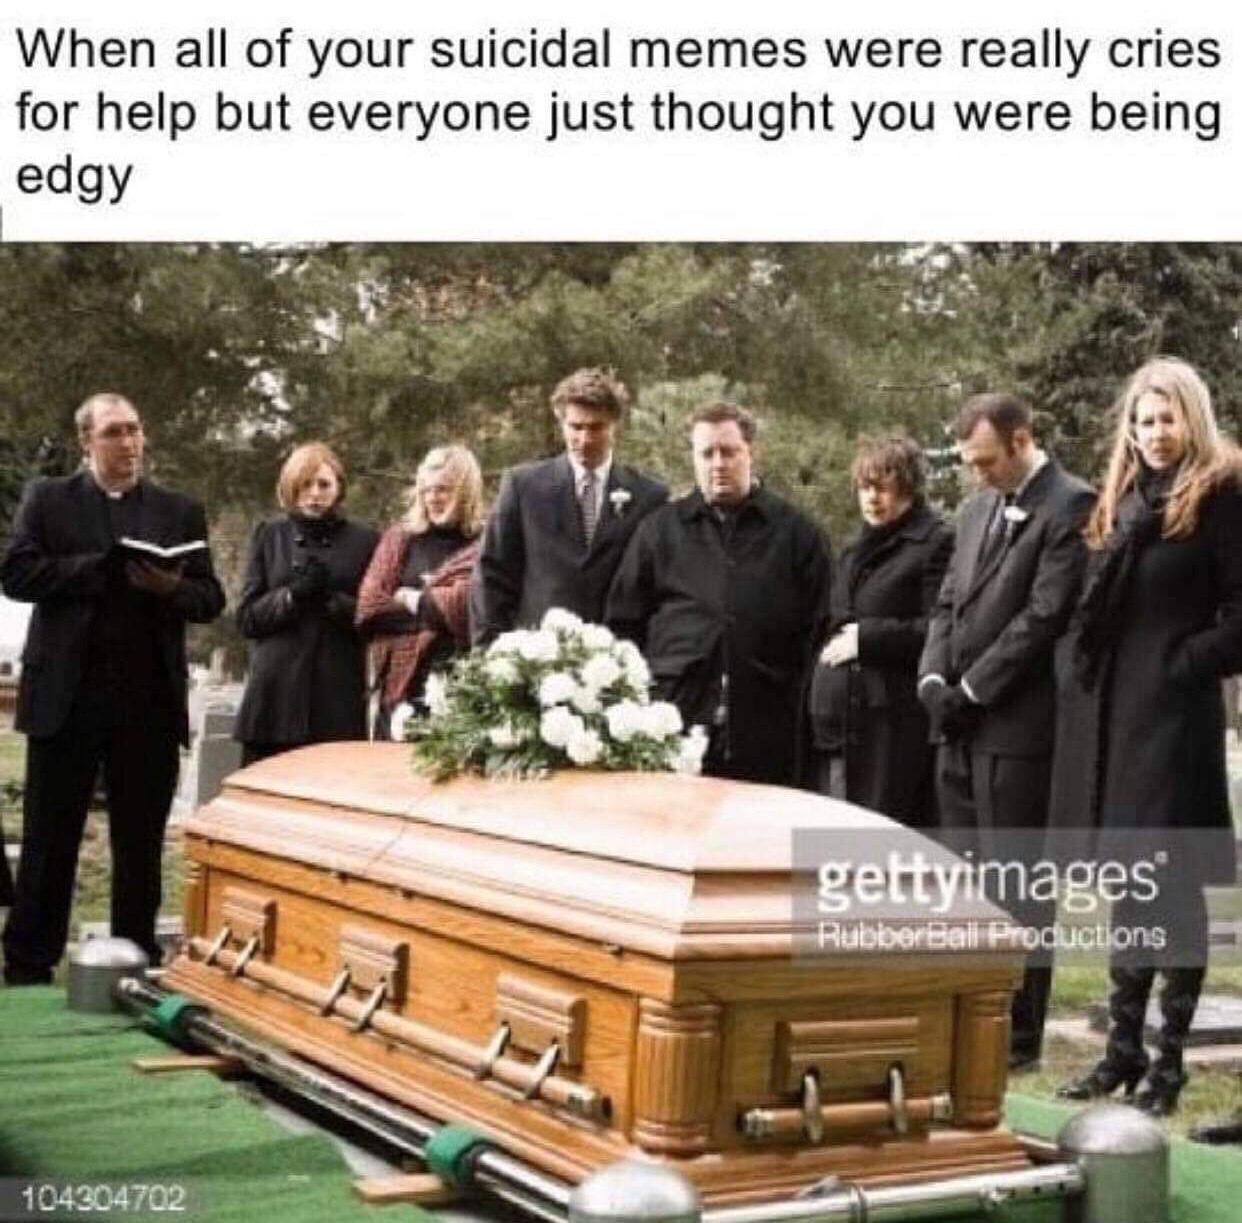 When all of your suicidal memes were really cries
for help but everyone just thought you were being
edgy
gettyimages®
RubberBall Productions
104304702